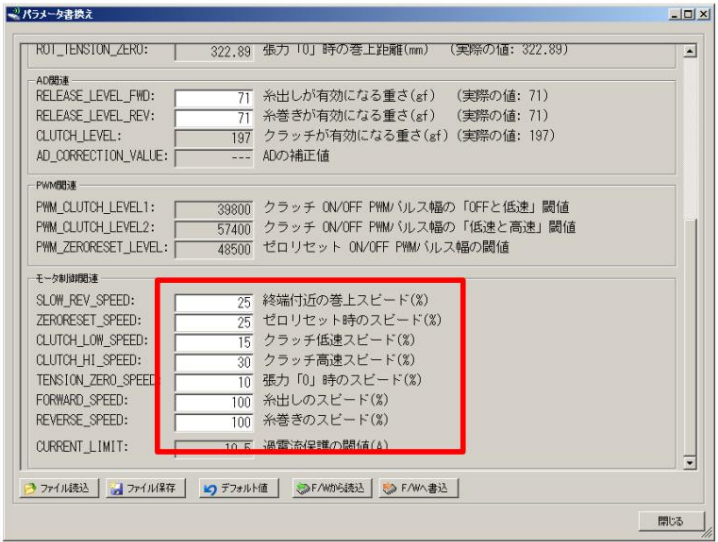 パラメータ書換え
ROT_TENSION_ZERO: 322.89 張力「0」時の巻上距離(mm) (実際の値: 322.89)
AD関連
RELEASE_LEVEL_FWD: 71 糸出しが有効になる重さ(gf) (実際の値: 71)
RELEASE_LEVEL_REV: 71 糸巻きが有効になる重さ(gf) (実際の値: 71)
CLUTCH_LEVEL: 197 クラッチが有効になる重さ(gf) (実際の値: 197)
AD_CORRECTION_VALUE: --- ADの補正値
PWM関連
PWM_CLUTCH_LEVEL1: 39800 クラッチ ON/OFF PWMパルス幅の「OFFと低速」閾値
PWM_CLUTCH_LEVEL2: 57400 クラッチ ON/OFF PWMパルス幅の「低速と高速」閾値
PWM_ZERORESET_LEVEL: 48500 ゼロリセット ON/OFF PWMパルス幅の閾値
モータ制御関連
SLOW_REV_SPEED: 25 終端付近の巻上スピード(%)
ZERORESET_SPEED: 25 ゼロリセット時のスピード(%)
CLUTCH_LOW_SPEED: 15 クラッチ低速スピード(%)
CLUTCH_HI_SPEED: 30 クラッチ高速スピード(%)
TENSION_ZERO_SPEED 10 張力「0」時のスピード(%)
FORWARD_SPEED: 100 糸出しのスピード(%)
REVERSE_SPEED: 100 糸巻きのスピード(%)
CURRENT_LIMIT: 10.5 過電流保護の閾値(A)
ファイル読込 ファイル保存 デフォルト値 F/Wから読込 F/Wへ書込
閉じる